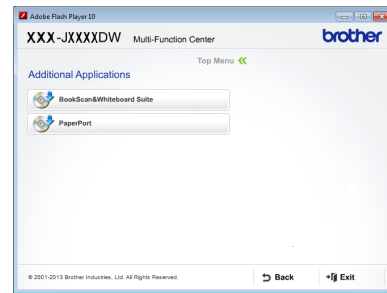 Adobe Flash Player 10
XXX-JXXXXDW Multi-Function Center
brother
Top Menu
Additional Applications
BookScan&Whiteboard Suite
PaperPort
© 2001-2013 Brother Industries, Ltd. All Rights Reserved.
Back
Exit